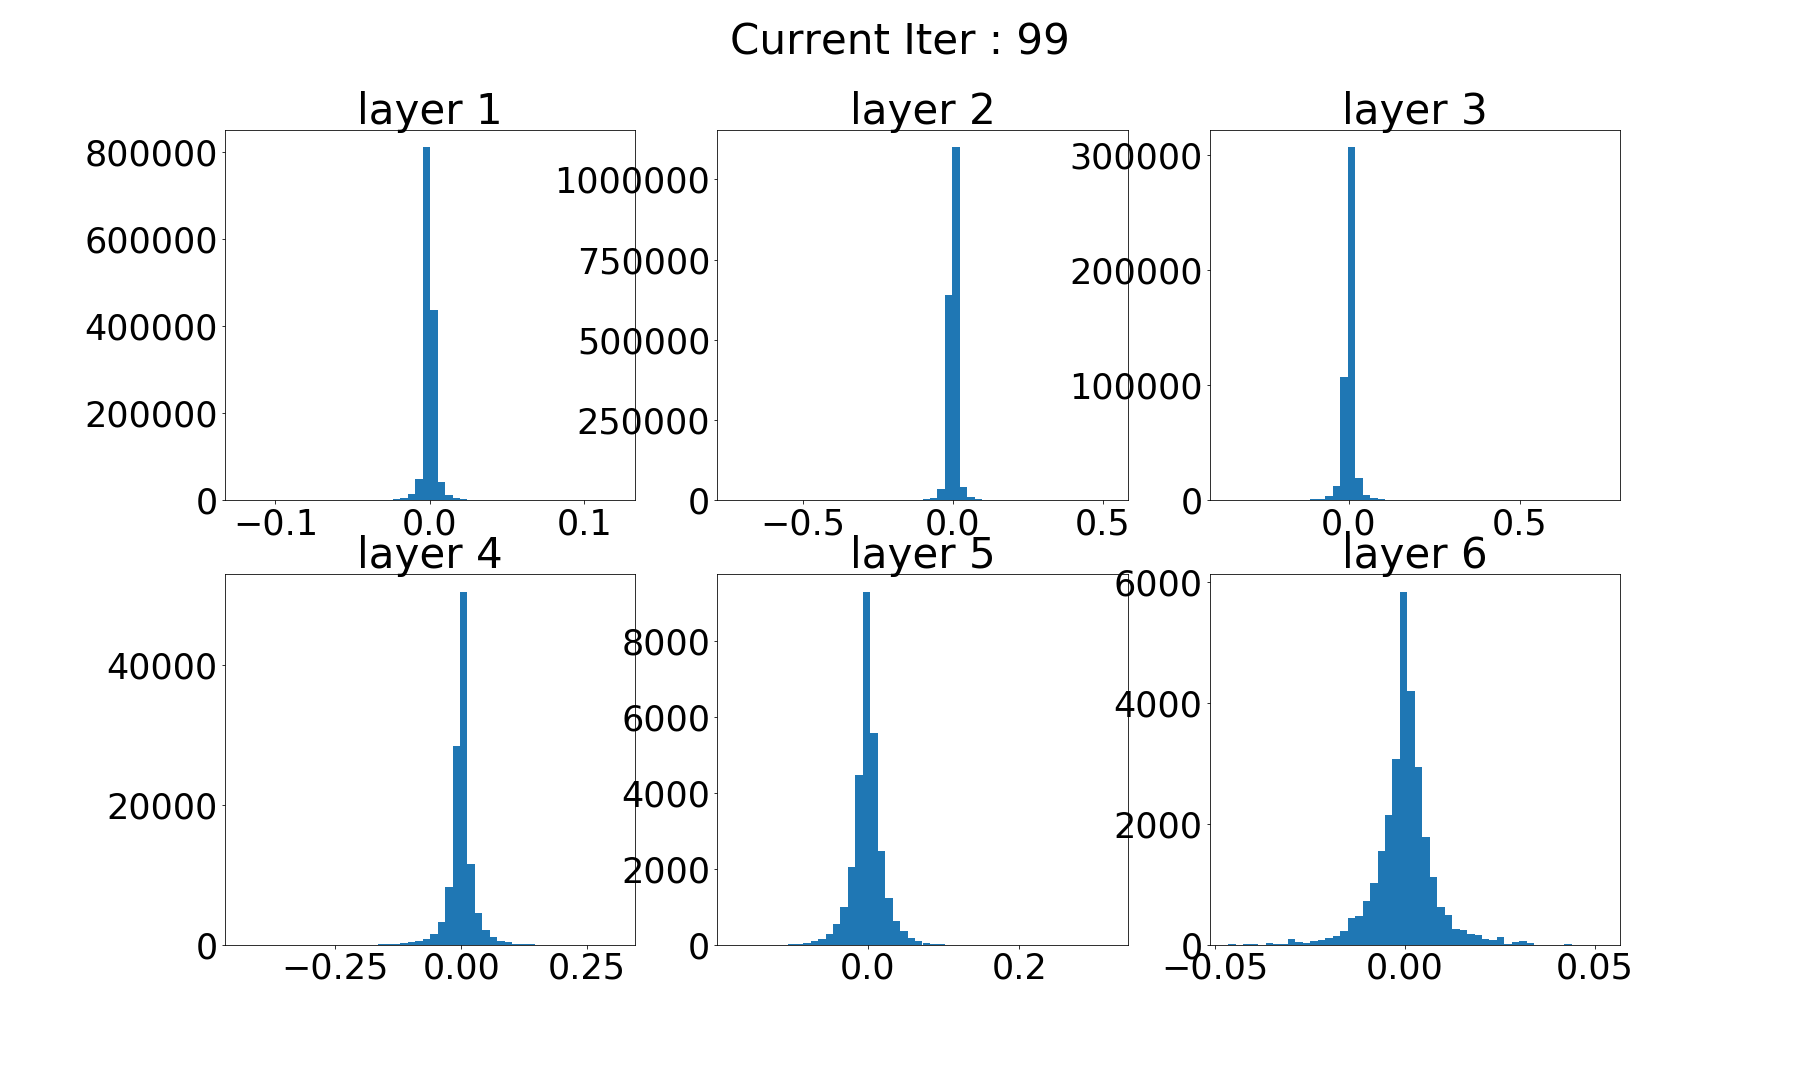 Current Iter : 99
layer 1
800000
600000
400000
200000
0
−0.1 0.0 0.1
layer 2
1000000
750000
500000
250000
0
−0.5 0.0 0.5
layer 3
300000
200000
100000
0
0.0 0.5
layer 4
40000
20000
0
−0.25 0.00 0.25
layer 5
8000
6000
4000
2000
0
0.0 0.2
layer 6
6000
4000
2000
0
−0.05 0.00 0.05